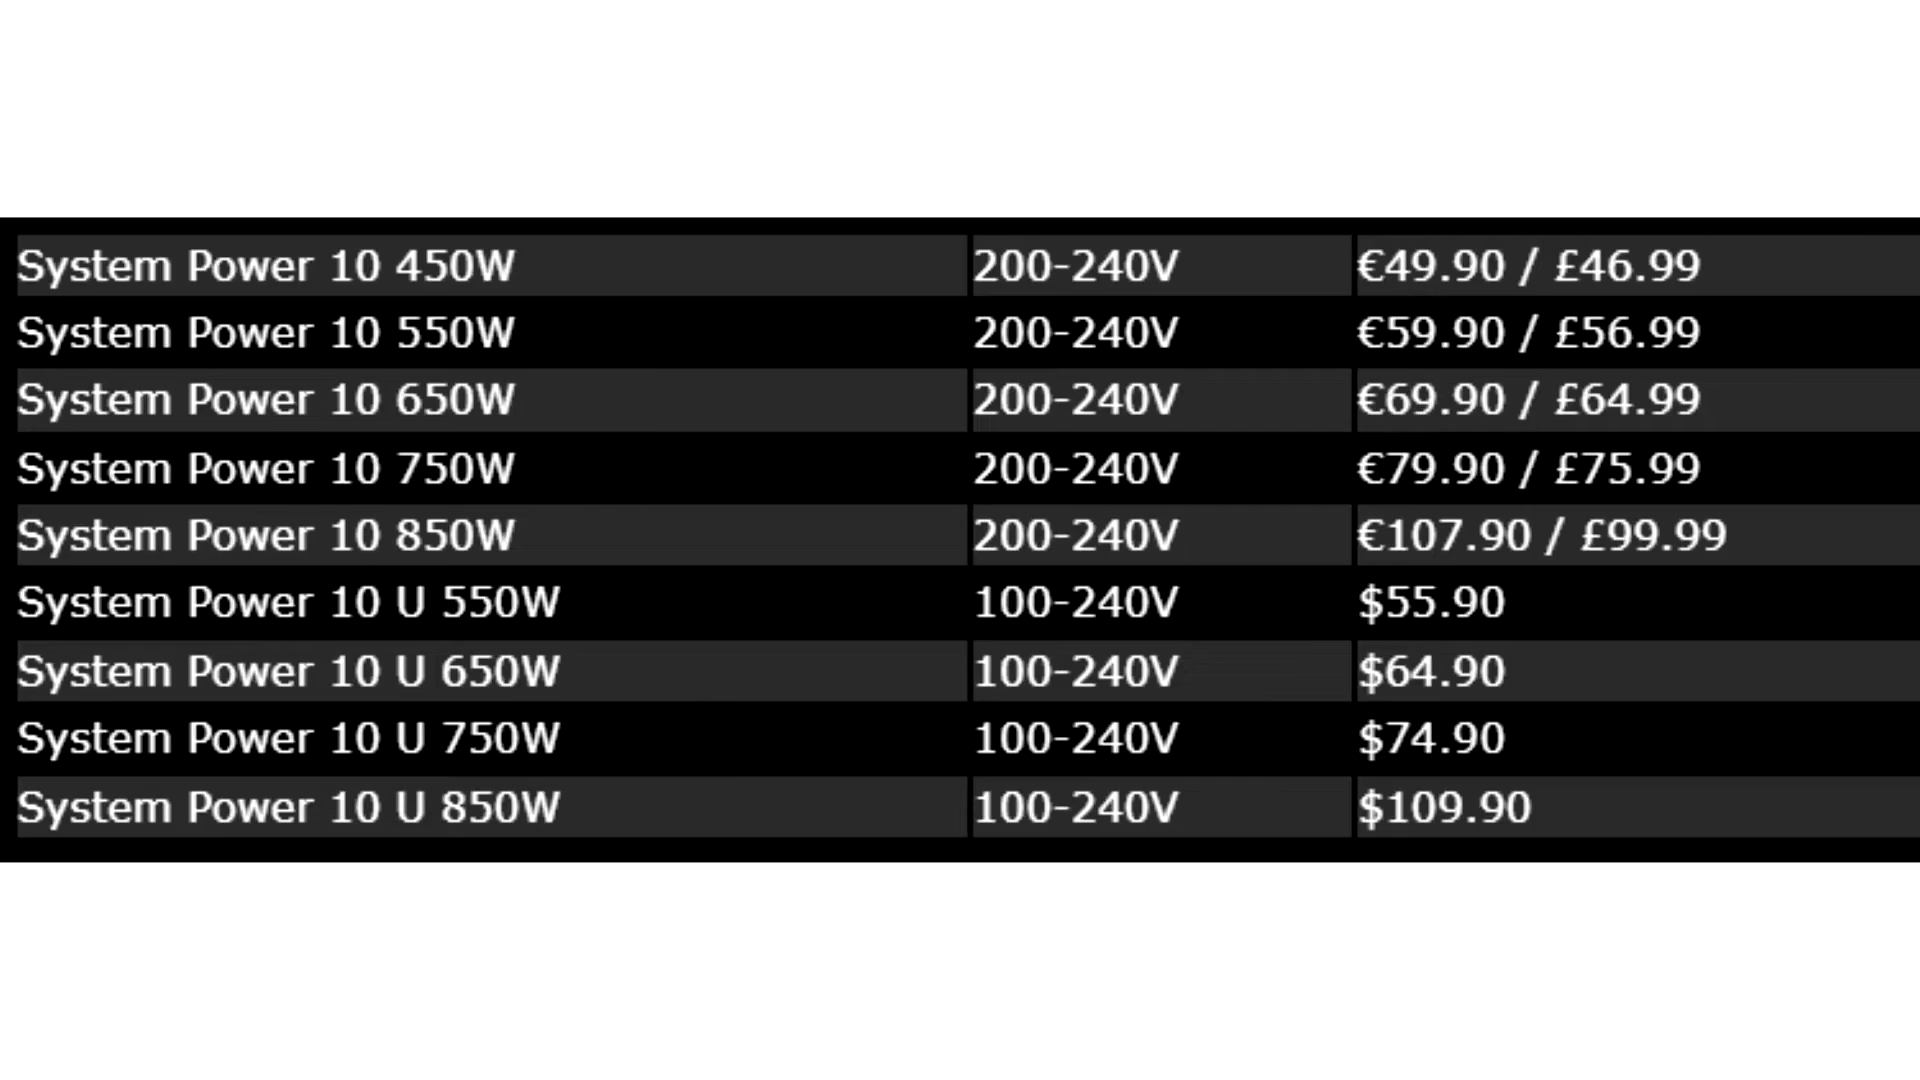 System Power 10 450W 200-240V €49.90 / £46.99
System Power 10 550W 200-240V €59.90 / £56.99
System Power 10 650W 200-240V €69.90 / £64.99
System Power 10 750W 200-240V €79.90 / £75.99
System Power 10 850W 200-240V €107.90 / £99.99
System Power 10 U 550W 100-240V $55.90
System Power 10 U 650W 100-240V $64.90
System Power 10 U 750W 100-240V $74.90
System Power 10 U 850W 100-240V $109.90